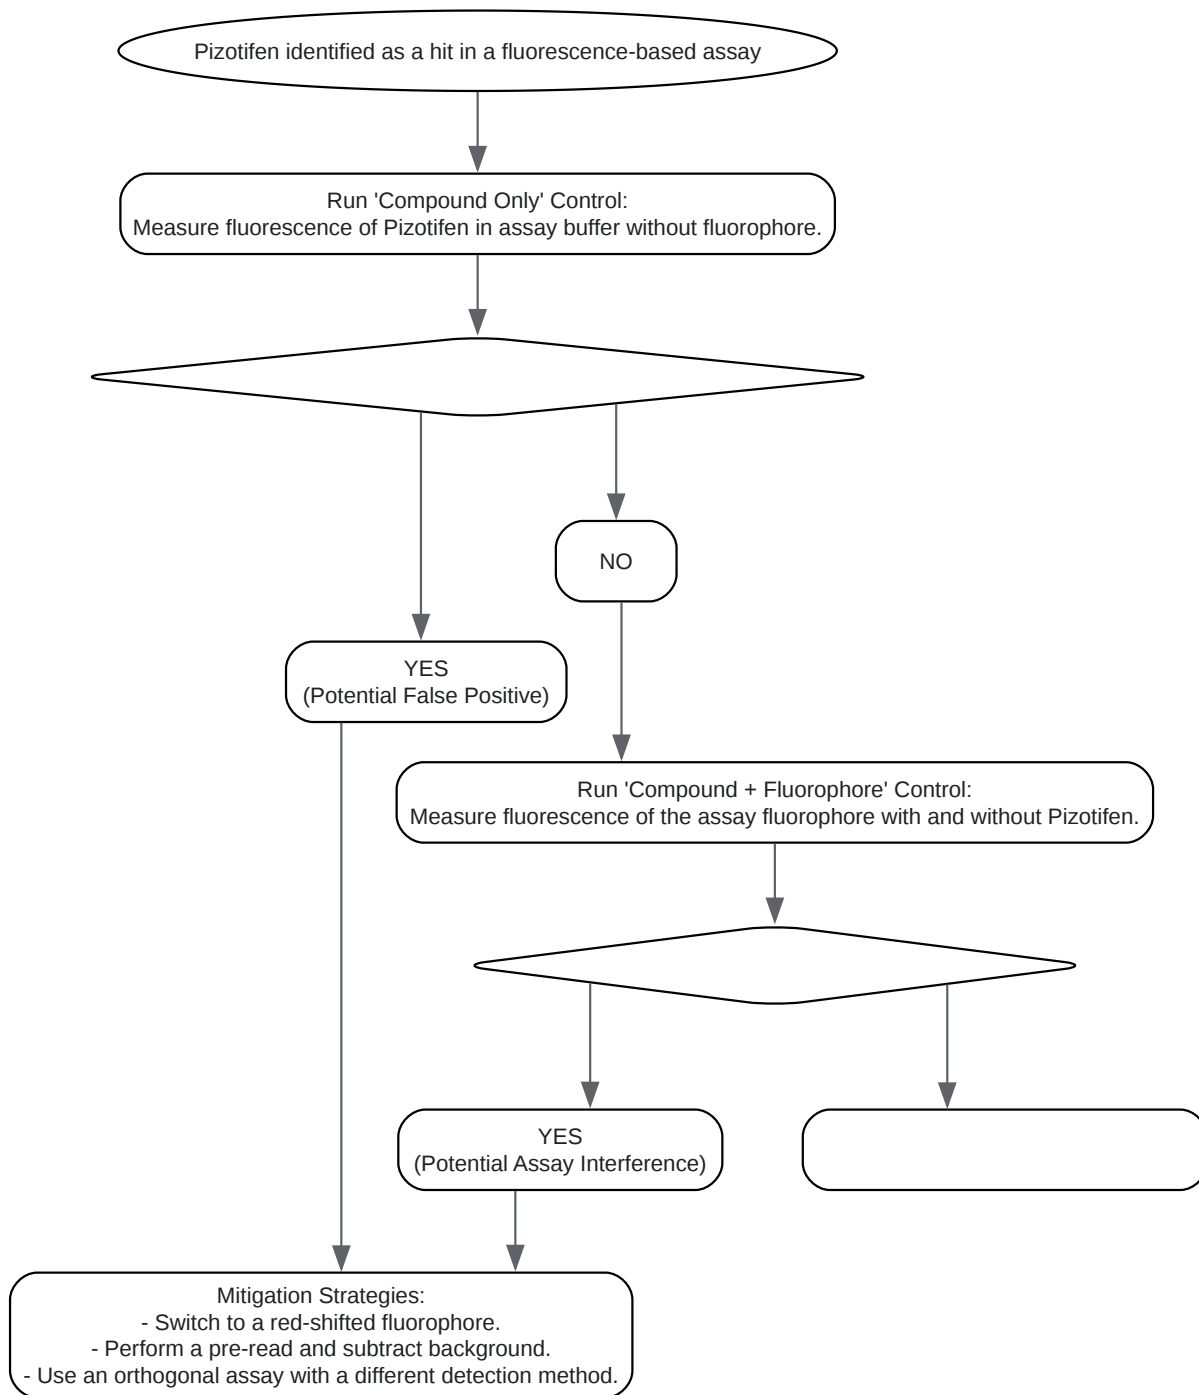 Pizotifen identified as a hit in a fluorescence-based assay
Run 'Compound Only' Control:
Measure fluorescence of Pizotifen in assay buffer without fluorophore.
NO
YES
(Potential False Positive)
Run 'Compound + Fluorophore' Control:
Measure fluorescence of the assay fluorophore with and without Pizotifen.
YES
(Potential Assay Interference)
Mitigation Strategies:
- Switch to a red-shifted fluorophore.
- Perform a pre-read and subtract background.
- Use an orthogonal assay with a different detection method.